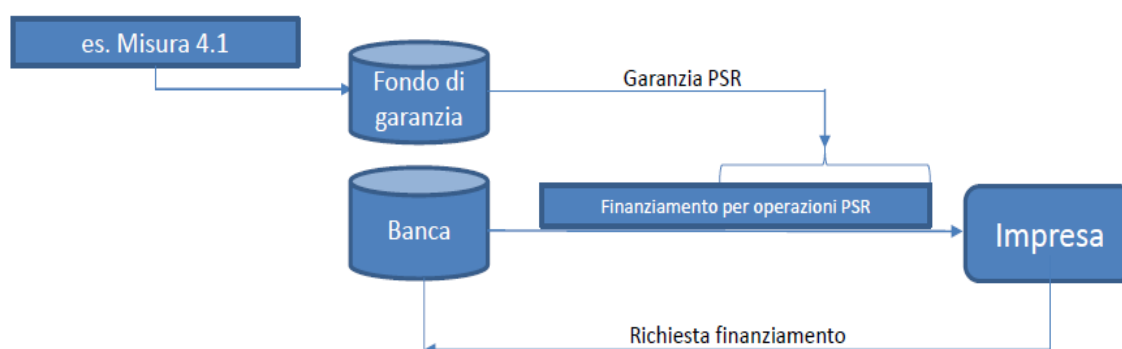 es. Misura 4.1
Fondo di
garanzia
Garanzia PSR
Finanziamento per operazioni PSR
Banca
Impresa
Richiesta finanziamento